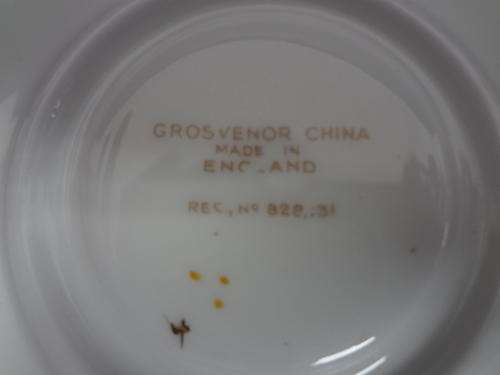 GROSVENOR CHINA
MADE IN
ENGLAND
REG. No